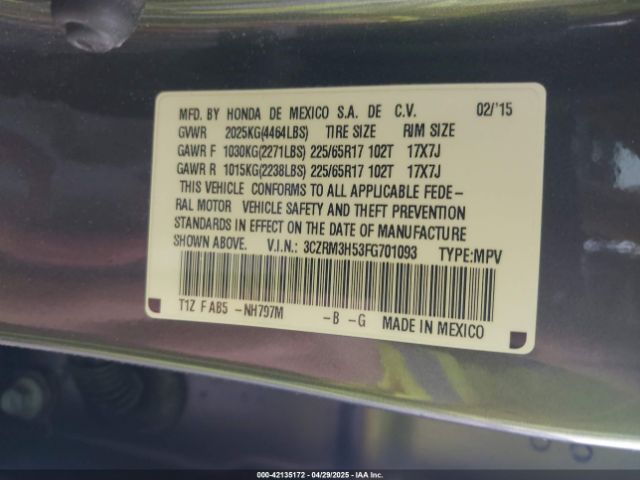 MFD. BY HONDA DE MEXICO S.A. DE C.V. 02/'15
GVWR 2025KG(4464LBS) TIRE SIZE RIM SIZE
GAWR F 1030KG(2271LBS) 225/65R17 102T 17X7J
GAWR R 1015KG(2238LBS) 225/65R17 102T 17X7J
THIS VEHICLE CONFORMS TO ALL APPLICABLE FEDE-
RAL MOTOR VEHICLE SAFETY AND THEFT PREVENTION
STANDARDS IN EFFECT ON THE DATE OF MANUFACTURE
SHOWN ABOVE. V.I.N.: 3CZRM3H53FG701093 TYPE:MPV
T1Z F AB5 -NH797M -B -G MADE IN MEXICO
000-42135172 - 04/29/2025 - IAA Inc.